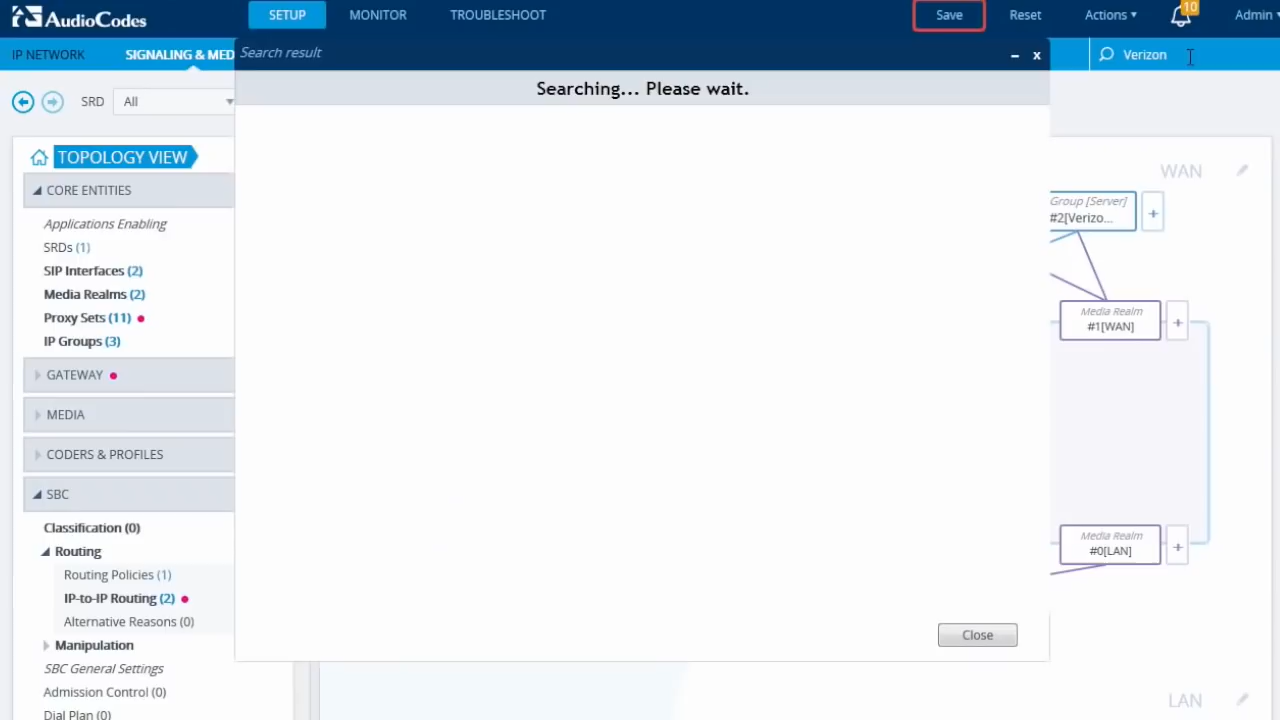 AudioCodes
SETUP
MONITOR
TROUBLESHOOT
Save
Reset
Actions
10
Admin
IP NETWORK
SIGNALING & MED
Search result
x
Verizon
SRD
All
Searching... Please wait.
TOPOLOGY VIEW
CORE ENTITIES
Applications Enabling
SRDs (1)
SIP Interfaces (2)
Media Realms (2)
Proxy Sets (11)
IP Groups (3)
GATEWAY
MEDIA
CODERS & PROFILES
SBC
Classification (0)
Routing
Routing Policies (1)
IP-to-IP Routing (2)
Alternative Reasons (0)
Manipulation
SBC General Settings
Admission Control (0)
Dial Plan (0)
WAN
Group [Server]
#2[Verizo...
+
Media Realm
#1[WAN]
+
Media Realm
#0[LAN]
+
Close
LAN